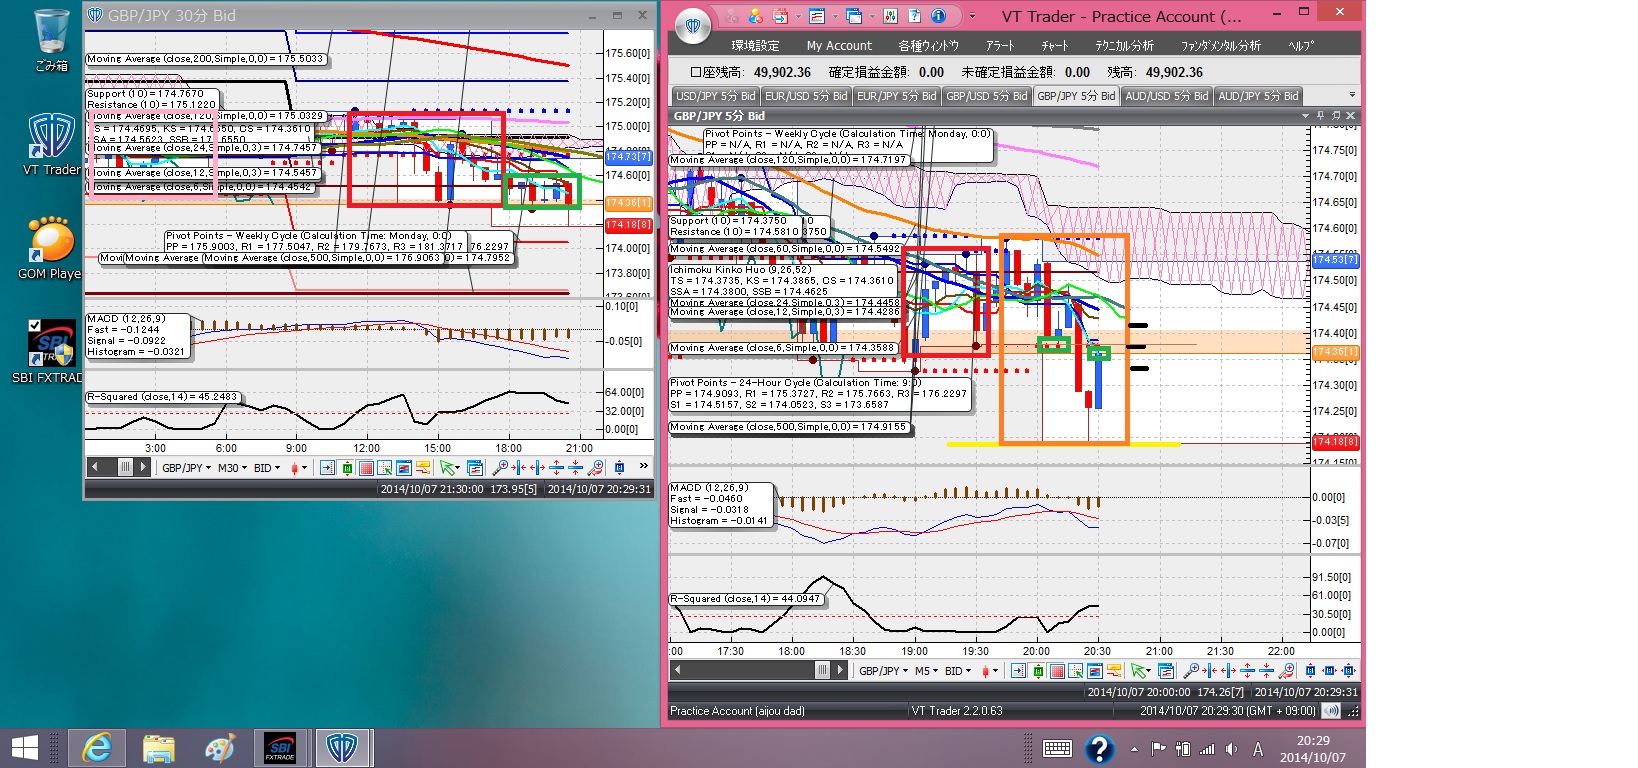 ごみ箱
VT Trader
GOM Playe
SBI FXTRAD
GBP/JPY 30分 Bid
Moving Average (close,200,Simple,0,0) = 175.5033
Support (10) = 174.7670
Resistance (10) = 175.1220
Moving Average (close,120,Simple,0,0) = 175.0329
Moving Average (close,24,Simple,0,3) = 174.7457
Moving Average (close,12,Simple,0,3) = 174.5457
Moving Average (close,6,Simple,0,0) = 174.4542
Pivot Points - Weekly Cycle (Calculation Time: Monday, 0:0)
PP = 175.9003, R1 = 177.5047, R2 = 179.7673, R3 = 181.3717
76.2297
Moving Average (close,500,Simple,0,0) = 176.9063
= 174.7952
175.60[0]
175.40[0]
175.20[0]
175.00[0]
174.73[7]
174.60[0]
174.36[1]
174.18[8]
174.00[0]
173.80[0]
173.60[0]
MACD (12,26,9)
Fast = -0.1244
Signal = -0.0922
Histogram = -0.0321
0.10[0]
-0.05[0]
R-Squared (close,14) = 45.2483
64.00[0]
32.00[0]
0.00[0]
3:00 6:00 9:00 12:00 15:00 18:00 21:00
GBP/JPY M30 BID
2014/10/07 21:30:00 173.95[5] 2014/10/07 20:29:31
VT Trader - Practice Account (...
環境設定 My Account 各種ウィンドウ アラート チャート テクニカル分析 ファンダメンタル分析 ヘルプ
口座残高: 49,902.36 確定損益金額: 0.00 未確定損益金額: 0.00 残高: 49,902.36
USD/JPY 5分 Bid EUR/USD 5分 Bid EUR/JPY 5分 Bid GBP/USD 5分 Bid GBP/JPY 5分 Bid AUD/USD 5分 Bid AUD/JPY 5分 Bid
GBP/JPY 5分 Bid
Pivot Points - Weekly Cycle (Calculation Time: Monday, 0:0)
PP = N/A, R1 = N/A, R2 = N/A, R3 = N/A
Moving Average (close,120,Simple,0,0) = 174.7197
Support (10) = 174.3750
Resistance (10) = 174.5810
Moving Average (close,60,Simple,0,0) = 174.5492
Ichimoku Kinko Huo (9,26,52)
TS = 174.3735, KS = 174.3865, CS = 174.3610
SSA = 174.3800, SSB = 174.4625
Moving Average (close,24,Simple,0,3) = 174.4458
Moving Average (close,12,Simple,0,3) = 174.4286
Moving Average (close,6,Simple,0,0) = 174.3588
Pivot Points - 24-Hour Cycle (Calculation Time: 9:0)
PP = 174.9093, R1 = 175.3727, R2 = 175.7663, R3 = 176.2297
S1 = 174.5157, S2 = 174.0523, S3 = 173.6587
Moving Average (close,500,Simple,0,0) = 174.9155
174.75[0]
174.70[0]
174.65[0]
174.60[0]
174.53[7]
174.45[0]
174.40[0]
174.36[1]
174.30[0]
174.25[0]
174.18[8]
174.15[0]
MACD (12,26,9)
Fast = -0.0460
Signal = -0.0318
Histogram = -0.0141
0.00[0]
-0.03[5]
-0.07[0]
R-Squared (close,14) = 44.0947
91.50[0]
61.00[0]
30.50[0]
0.00[0]
:00 17:30 18:00 18:30 19:00 19:30 20:00 20:30 21:00 21:30 22:00
GBP/JPY M5 BID
2014/10/07 20:00:00 174.26[7] 2014/10/07 20:29:31
Practice Account (aijou dad) VT Trader 2.2.0.63 2014/10/07 20:29:30 (GMT + 09:00)
SBI
FXTRADE
A
20:29
2014/10/07